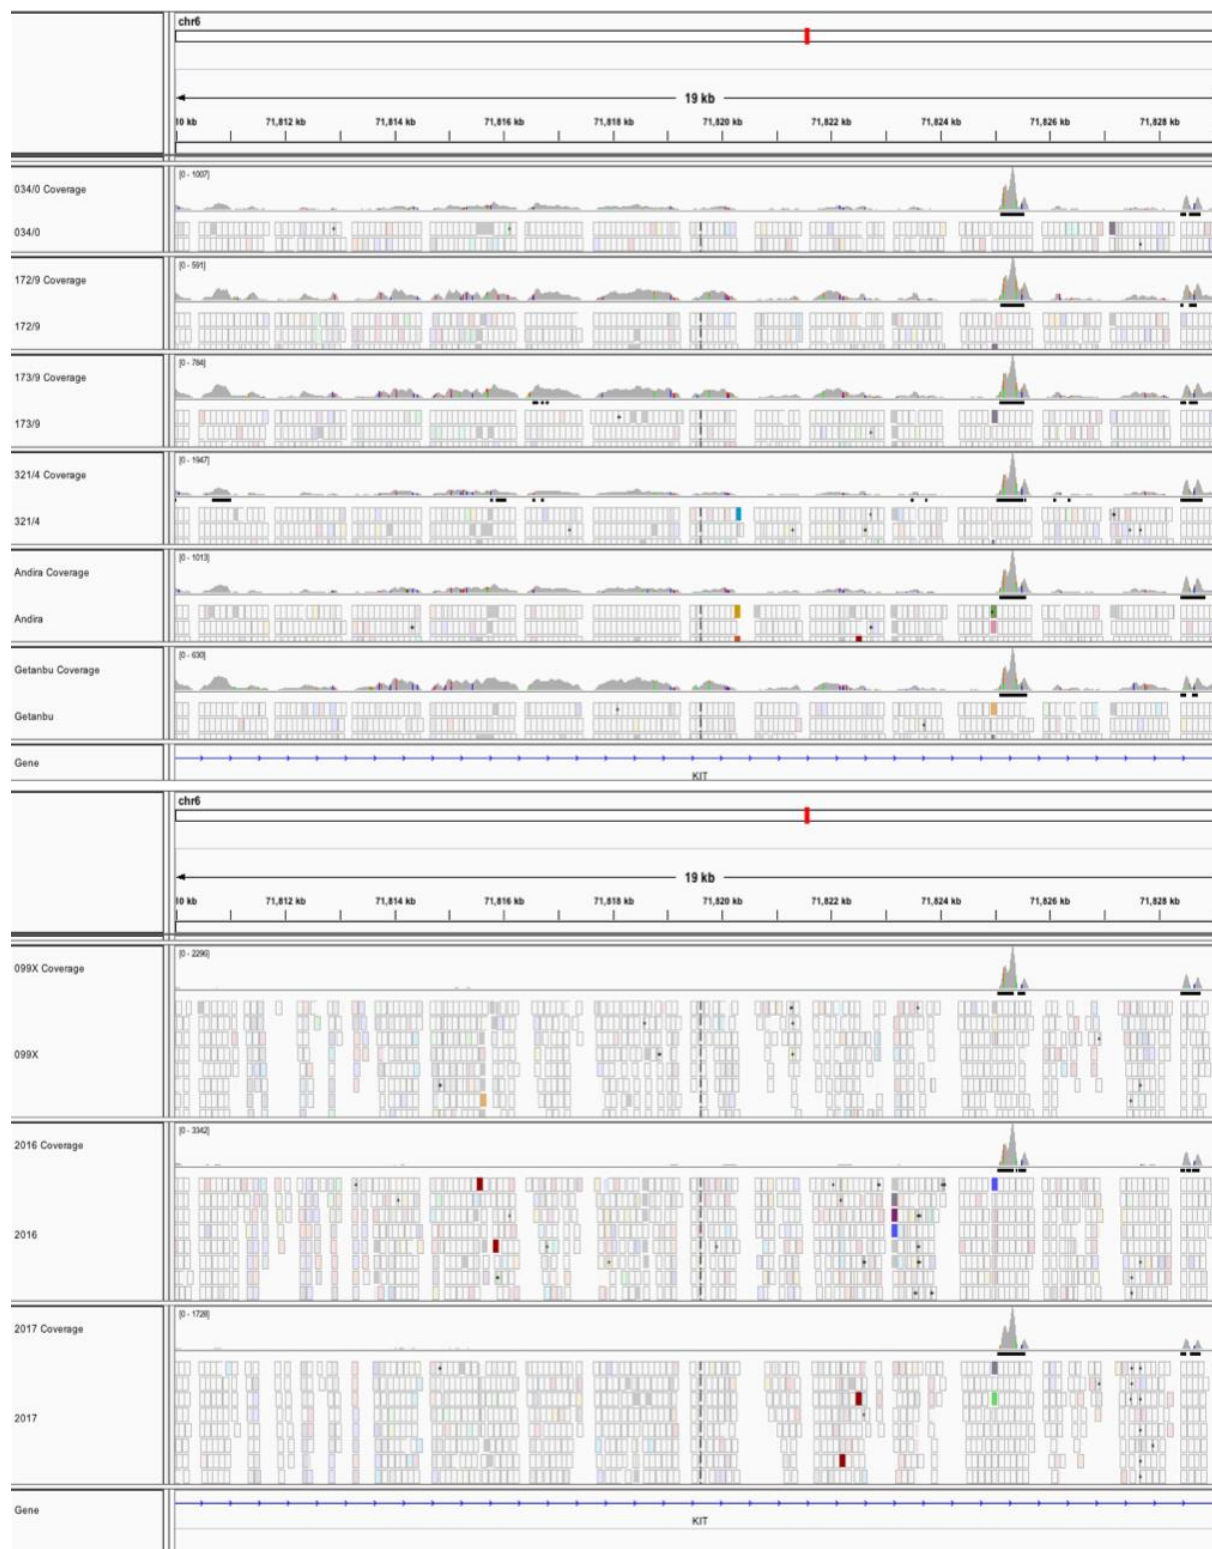 chr6
19 kb
10 kb 71,812 kb 71,814 kb 71,816 kb 71,818 kb 71,820 kb 71,822 kb 71,824 kb 71,826 kb 71,828 kb
[0 - 1007]
034/0 Coverage
034/0
[0 - 591]
172/9 Coverage
172/9
[0 - 784]
173/9 Coverage
173/9
[0 - 1947]
321/4 Coverage
321/4
[0 - 1013]
Andira Coverage
Andira
[0 - 630]
Getanbu Coverage
Getanbu
Gene
KIT
chr6
19 kb
10 kb 71,812 kb 71,814 kb 71,816 kb 71,818 kb 71,820 kb 71,822 kb 71,824 kb 71,826 kb 71,828 kb
[0 - 2290]
099X Coverage
099X
[0 - 3342]
2016 Coverage
2016
[0 - 1728]
2017 Coverage
2017
Gene
KIT